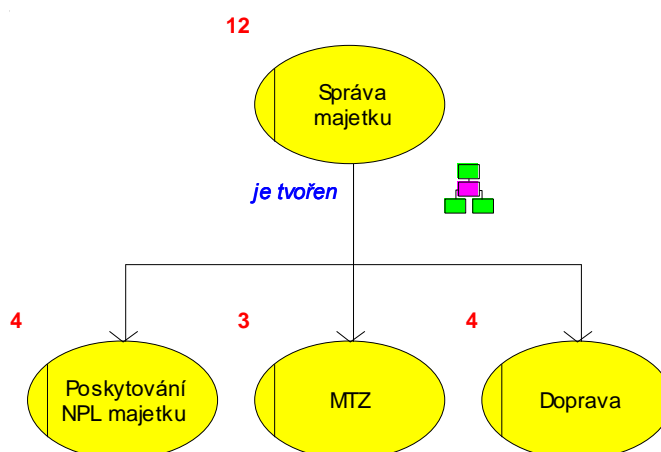 12
Správa
majetku
je tvořen
4
3
4
Poskytování
NPL majetku
MTZ
Doprava